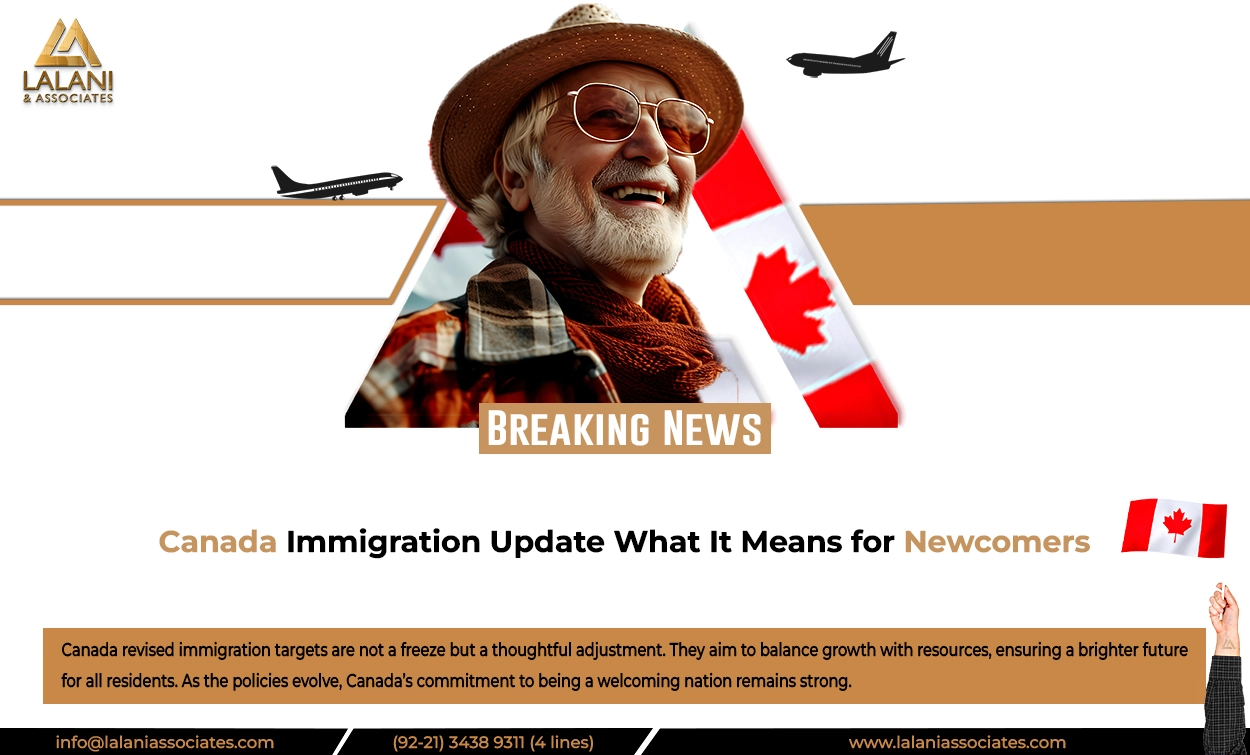 LALANI
& ASSOCIATES
BREAKING NEWS
Canada Immigration Update What It Means for Newcomers
Canada revised immigration targets are not a freeze but a thoughtful adjustment. They aim to balance growth with resources, ensuring a brighter future
for all residents. As the policies evolve, Canada's commitment to being a welcoming nation remains strong.
info@lalaniassociates.com
(92-21) 3438 9311 (4 lines)
www.lalaniassociates.com